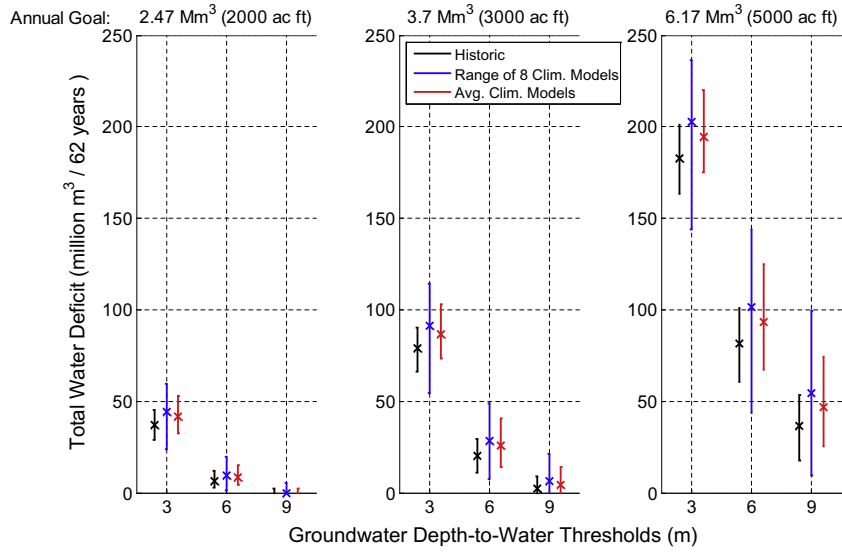 Annual Goal: 2.47 Mm³ (2000 ac ft) 3.7 Mm³ (3000 ac ft) 6.17 Mm³ (5000 ac ft)
250 250 250
Historic
Range of 8 Clim. Models
Avg. Clim. Models
200 200 200
150 150 150
100 100 100
50 50 50
0 0 0
3 6 9 3 6 9 3 6 9
Total Water Deficit (million m³ / 62 years )
Groundwater Depth-to-Water Thresholds (m)